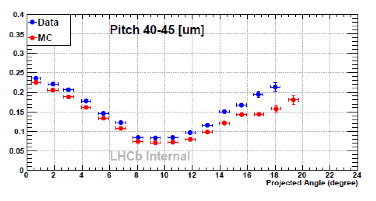 0.4
Data
MC
Pitch 40-45 [um]
0.35
0.3
0.25
0.2
0.15
0.1
0.05
LHCb Internal
0
0 2 4 6 8 10 12 14 16 18 20 22 24
Projected Angle (degree)